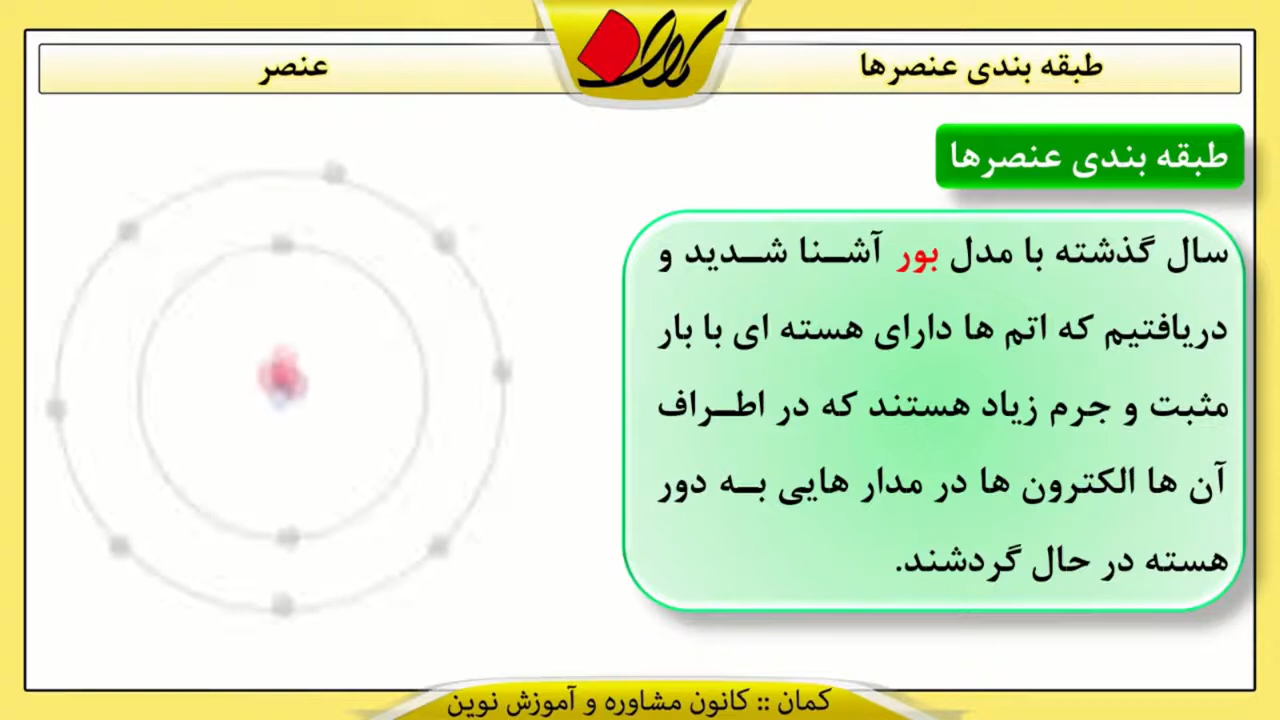 طبقه بندی عنصرها
عنصر
طبقه بندی عنصرها
سال گذشته با مدل بور آشنا شدید و
دریافتیم که اتم ها دارای هسته ای با بار
مثبت و جرم زیاد هستند که در اطراف
آن ها الکترون ها در مدار هایی به دور
هسته در حال گردشند.
کمان :: کانون مشاوره و آموزش نوین